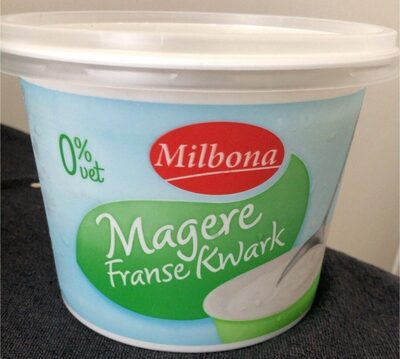 0%
vet
Milbona
Magere
Franse Kwark